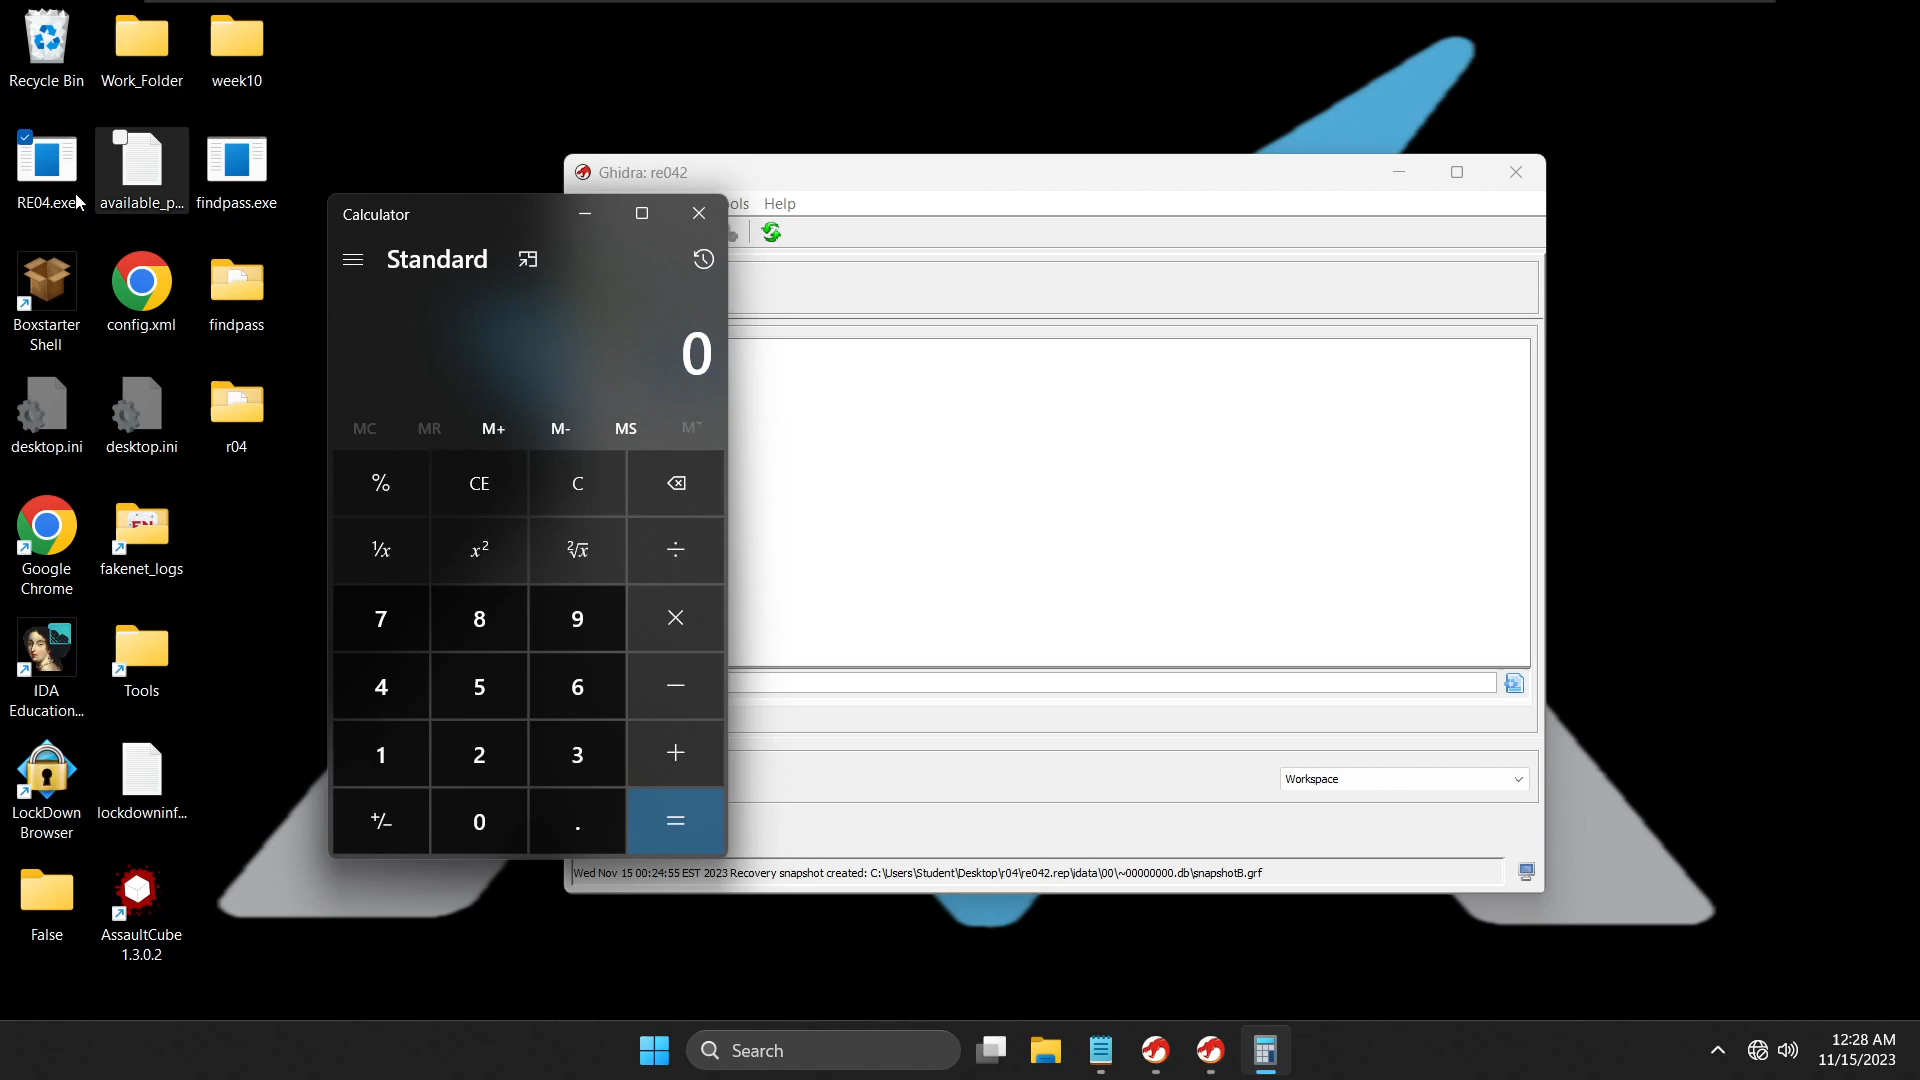 Recycle Bin
Work_Folder
week10
RE04.exe
available_p...
findpass.exe
Boxstarter
Shell
config.xml
findpass
desktop.ini
desktop.ini
r04
Google
Chrome
fakenet_logs
IDA
Education...
Tools
LockDown
Browser
lockdowninf...
False
AssaultCube
1.3.0.2
Ghidra: re042
ools Help
Calculator
Standard
0
MC MR M+ M- MS M˅
% CE C
¹/x x² ²√x ÷
7 8 9 ×
4 5 6 −
1 2 3 +
+/− 0 . =
Workspace
Wed Nov 15 00:24:55 EST 2023 Recovery snapshot created: C:\Users\Student\Desktop\r04\re042.rep\idata\00\~00000000.db\snapshotB.grf
Search
12:28 AM
11/15/2023